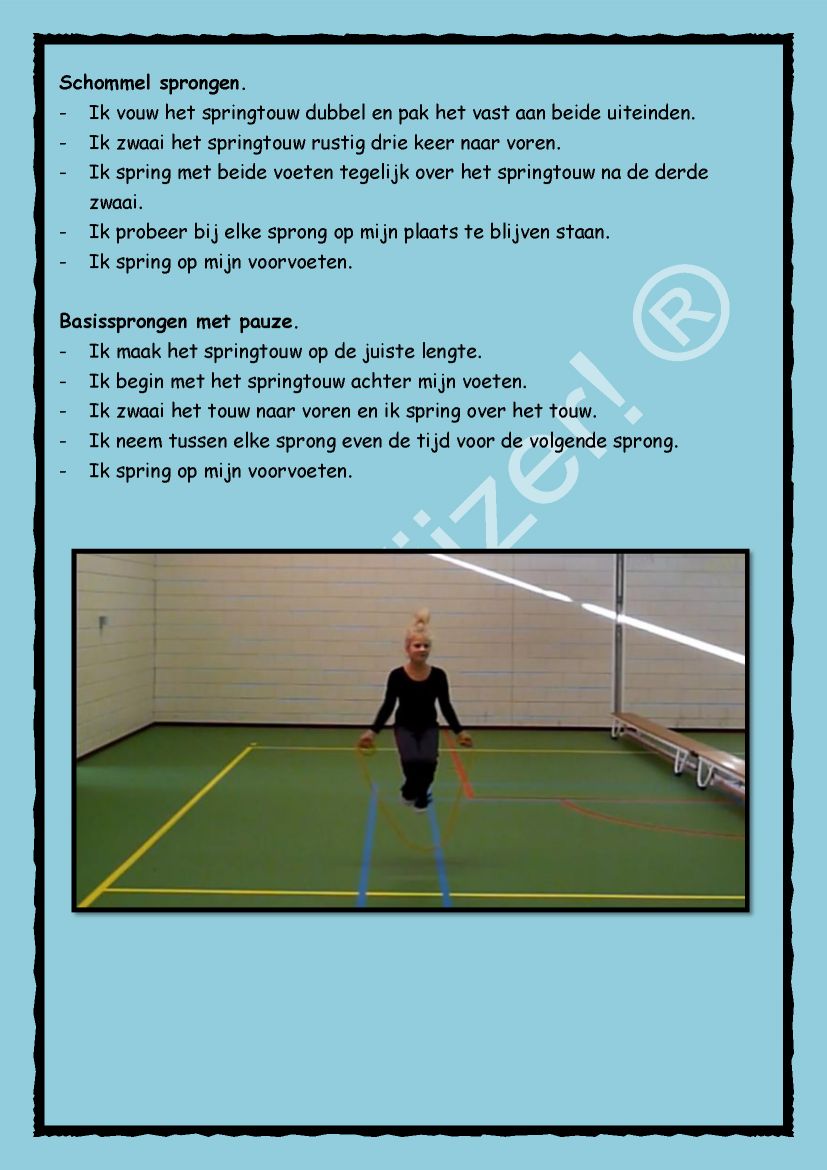 Schommel sprongen.
- Ik vouw het springtouw dubbel en pak het vast aan beide uiteinden.
- Ik zwaai het springtouw rustig drie keer naar voren.
- Ik spring met beide voeten tegelijk over het springtouw na de derde
zwaai.
- Ik probeer bij elke sprong op mijn plaats te blijven staan.
- Ik spring op mijn voorvoeten.
Basissprongen met pauze.
- Ik maak het springtouw op de juiste lengte.
- Ik begin met het springtouw achter mijn voeten.
- Ik zwaai het touw naar voren en ik spring over het touw.
- Ik neem tussen elke sprong even de tijd voor de volgende sprong.
- Ik spring op mijn voorvoeten.
®